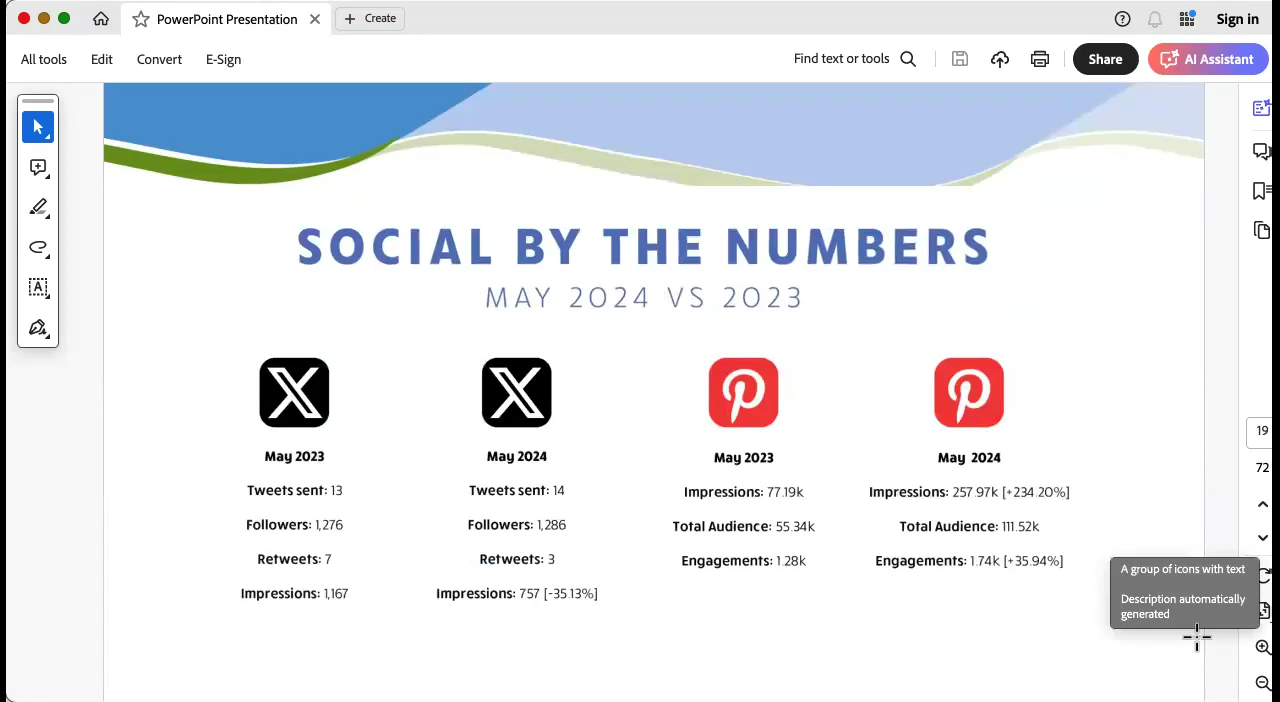 PowerPoint Presentation
Create
Sign in
All tools
Edit
Convert
E-Sign
Find text or tools
Share
AI Assistant
SOCIAL BY THE NUMBERS
MAY 2024 VS 2023
May 2023
Tweets sent: 13
Followers: 1,276
Retweets: 7
Impressions: 1,167
May 2024
Tweets sent: 14
Followers: 1,286
Retweets: 3
Impressions: 757 [-35.13%]
May 2023
Impressions: 77.19k
Total Audience: 55.34k
Engagements: 1.28k
May 2024
Impressions: 257.97k [+234.20%]
Total Audience: 111.52k
Engagements: 1.74k [+35.94%]
19
72
A group of icons with text
Description automatically
generated